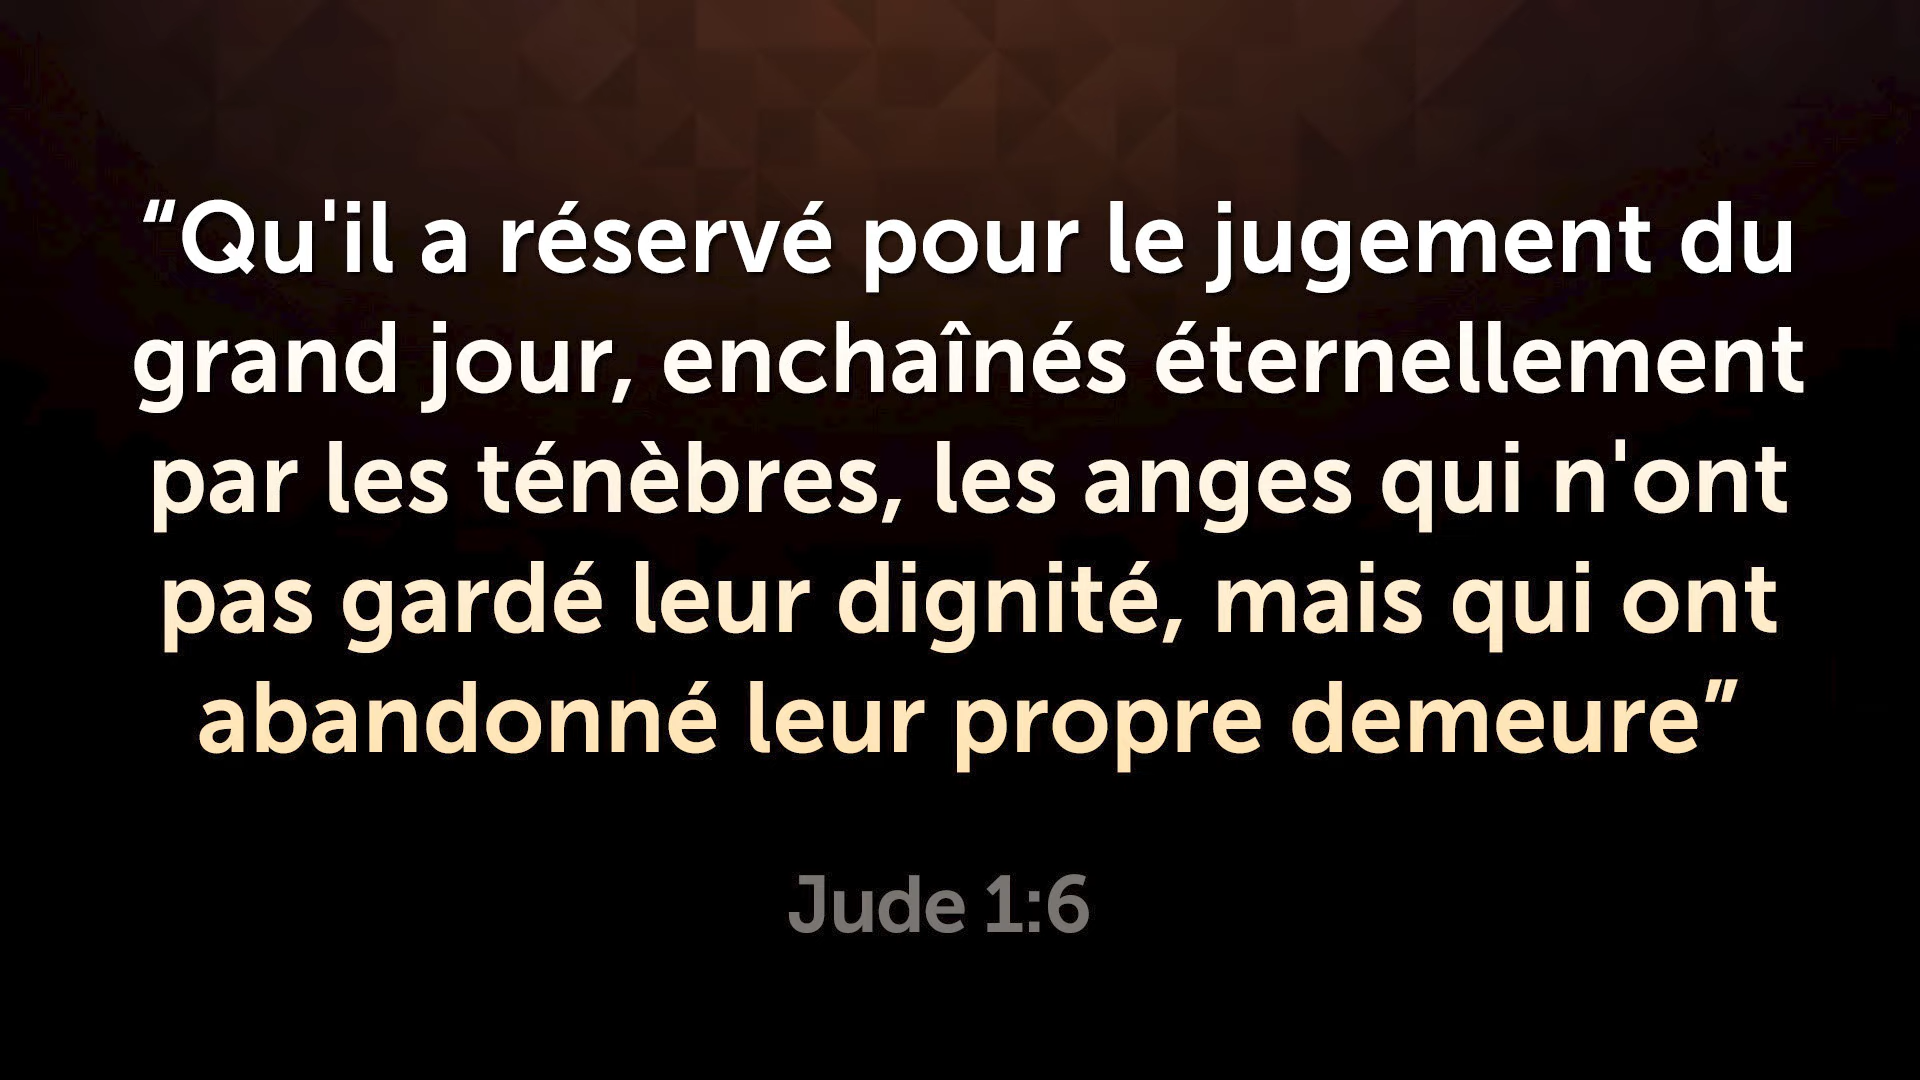 “Qu'il a réservé pour le jugement du
grand jour, enchaînés éternellement
par les ténèbres, les anges qui n'ont
pas gardé leur dignité, mais qui ont
abandonné leur propre demeure”
Jude 1:6